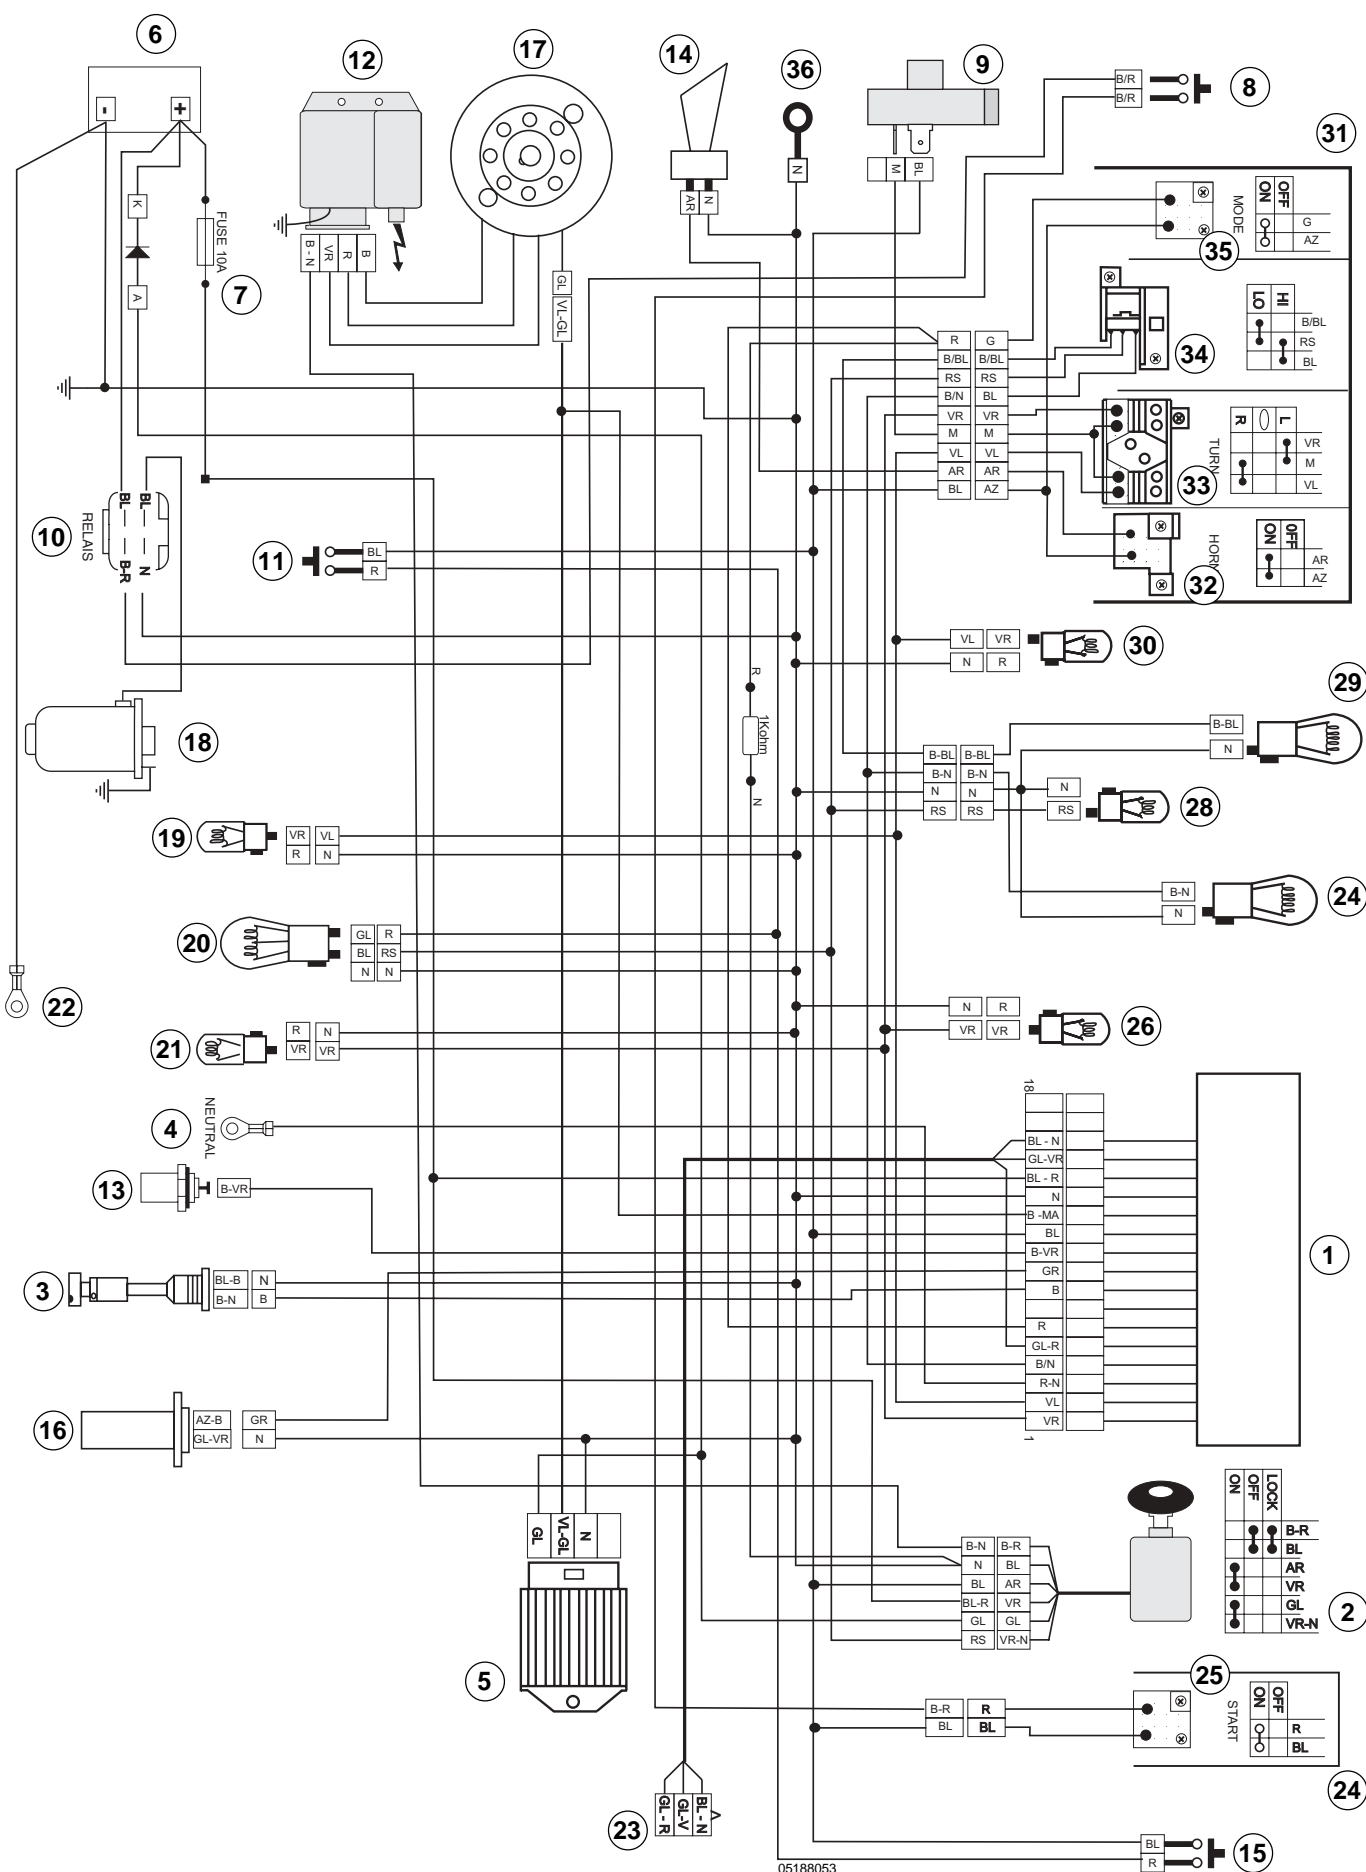 6
12
17
14
36
9
8
31
-
+
B/R
B/R
N
M
BL
AR
N
K
FUSE 10A
A
7
B - N
VR
R
B
GL
VL-GL
MODE
35
ON
OFF
G
AZ
34
LO
HI
B/BL
RS
BL
R
G
B/BL
B/BL
RS
RS
B/N
BL
VR
VR
M
M
VL
VL
AR
AR
BL
AZ
TURN
33
R
L
VR
M
VL
HORN
32
ON
OFF
AR
AZ
10
RELAIS
BL
BL
B-R
N
11
BL
R
VL
VR
N
R
30
29
B-BL
N
18
R
1Kohm
N
B-BL
B-BL
B-N
B-N
N
N
RS
RS
N
RS
28
19
VR
VL
R
N
B-N
N
24
20
GL
R
BL
RS
N
N
22
N
R
VR
VR
26
21
R
N
VR
VR
4
NEUTRAL
13
B-VR
18
BL - N
GL-VR
BL - R
N
B -MA
BL
B-VR
GR
B
R
GL-R
B/N
R-N
VL
VR
1
1
3
BL-B
N
B-N
B
16
AZ-B
GR
GL-VR
N
GL
VL-GL
N
5
B-N
B-R
N
BL
BL
AR
BL-R
VR
GL
GL
RS
VR-N
ON
OFF
LOCK
B-R
BL
AR
VR
GL
VR-N
2
25
B-R
R
BL
BL
START
ON
OFF
R
BL
24
23
GL - R
GL-V
BL - N
BL
R
15
05188053